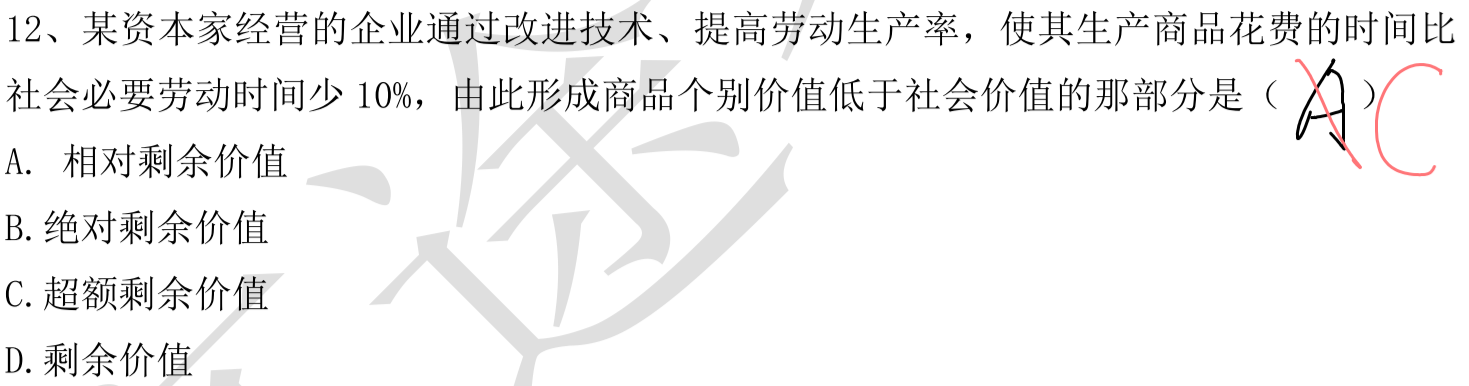 12、某资本家经营的企业通过改进技术、提高劳动生产率，使其生产商品花费的时间比
社会必要劳动时间少 10%，由此形成商品个别价值低于社会价值的那部分是（ A ）C
A. 相对剩余价值
B.绝对剩余价值
C.超额剩余价值
D.剩余价值